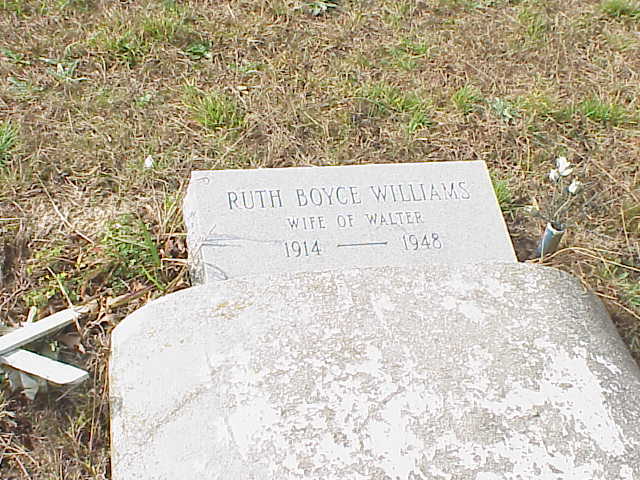 RUTH BOYCE WILLIAMS
WIFE OF WALTER
1914 — 1948